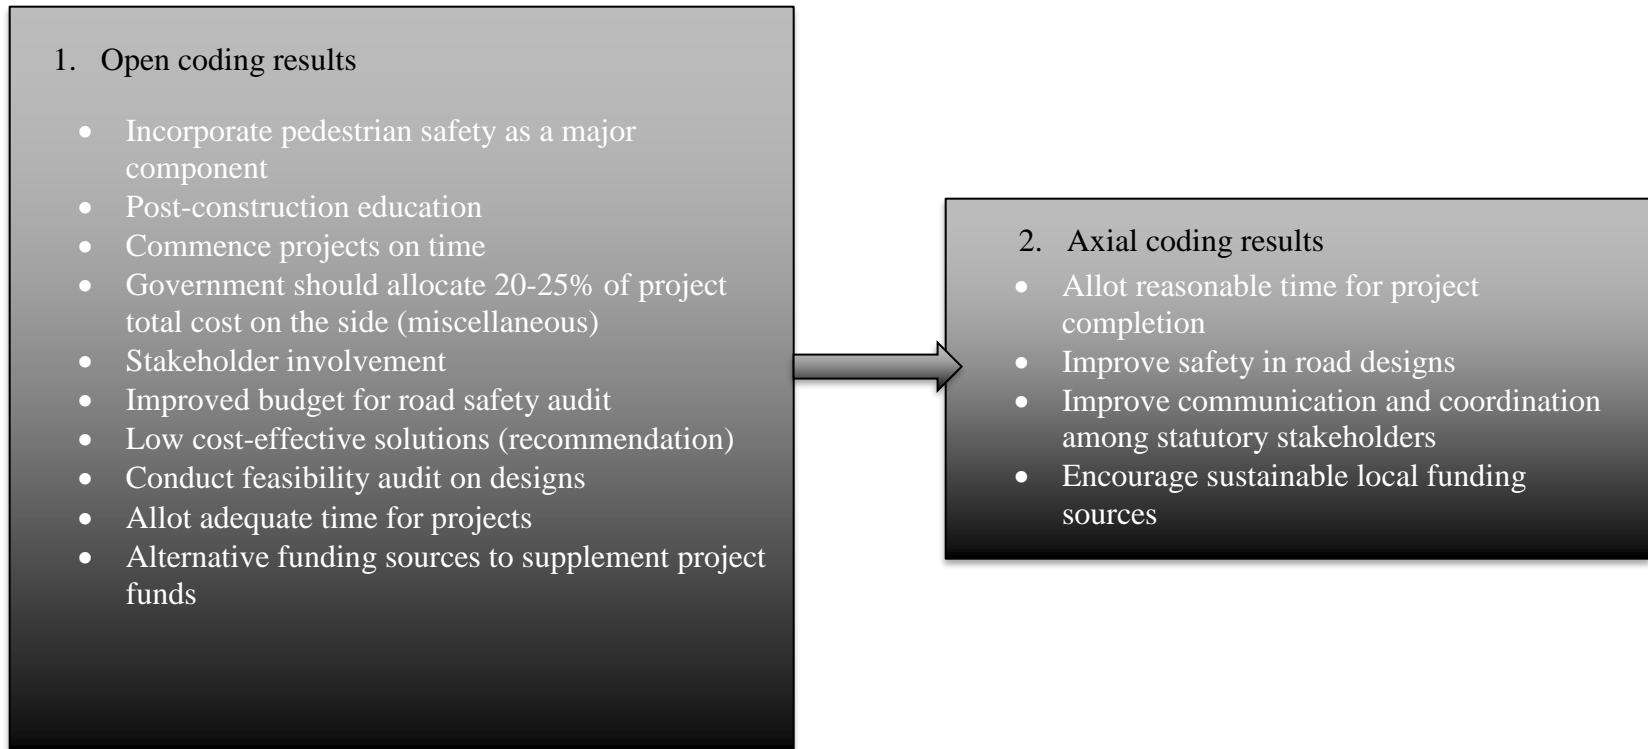 1. Open coding results
• Incorporate pedestrian safety as a major
component
• Post-construction education
• Commence projects on time
• Government should allocate 20-25% of project
total cost on the side (miscellaneous)
• Stakeholder involvement
• Improved budget for road safety audit
• Low cost-effective solutions (recommendation)
• Conduct feasibility audit on designs
• Allot adequate time for projects
• Alternative funding sources to supplement project
funds
2. Axial coding results
• Allot reasonable time for project
completion
• Improve safety in road designs
• Improve communication and coordination
among statutory stakeholders
• Encourage sustainable local funding
sources